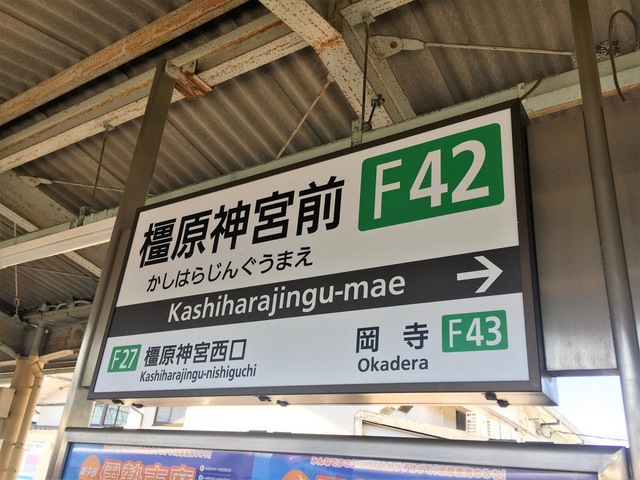 橿原神宮前 F42
かしはらじんぐうまえ
Kashiharajingu-mae →
F27 橿原神宮西口
Kashiharajingu-nishiguchi
岡寺 F43
Okadera